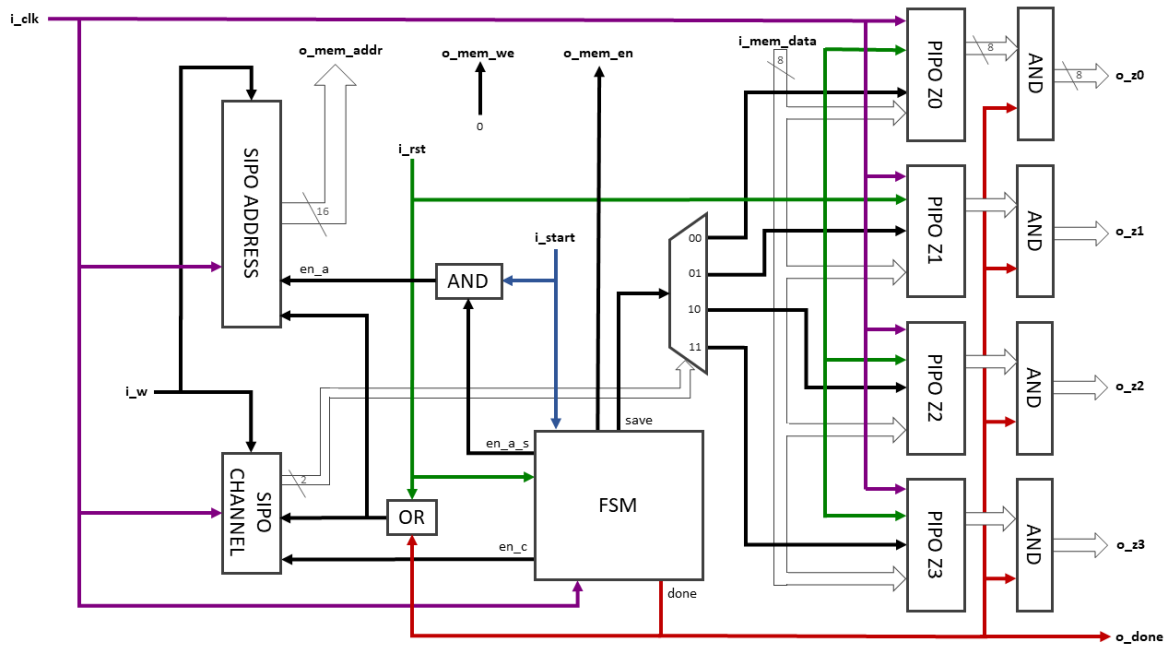 i_clk
o_mem_addr
o_mem_we
o_mem_en
i_mem_data
8
PIPO Z0
8
AND
8
o_z0
0
i_rst
SIPO ADDRESS
16
i_start
en_a
AND
00
01
10
11
PIPO Z1
AND
o_z1
i_w
save
en_a_s
PIPO Z2
AND
o_z2
SIPO
CHANNEL
2
OR
FSM
en_c
done
PIPO Z3
AND
o_z3
o_done